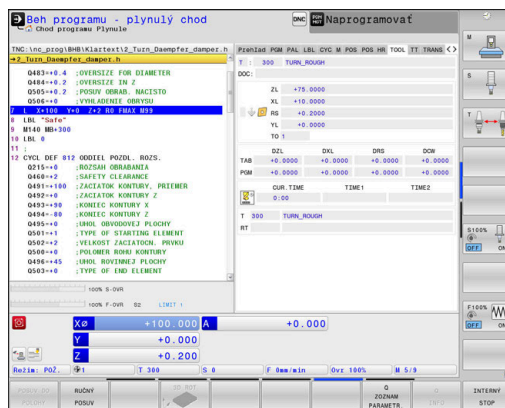 Beh programu - plynulý chod
Chod programu Plynule
DNC
Naprogramovať
TNC:\nc_prog\BHB\Klartext\2_Turn_Daempfer_damper.h
→2_Turn_Daempfer_damper.h
Q483=+0.4 ;OVERSIZE FOR DIAMETER
Q484=+0.2 ;OVERSIZE IN Z
Q505=+0.2 ;POSUV OBRAB. NACISTO
Q506=+0 ;VYHLADENIE OBRYSU
7 L X+100 Y+0 Z+2 R0 FMAX M99
8 LBL "Safe"
9 M140 MB+300
10 LBL 0
11 ;
12 CYCL DEF 812 ODDIEL POZDL. ROZS.
Q215=+0 ;ROZSAH OBRABANIA
Q460=+2 ;SAFETY CLEARANCE
Q491=+100 ;ZACIATOK KONTURY, PRIEMER
Q492=+0 ;ZACIATOK KONTURY Z
Q493=+90 ;KONIEC KONTURY X
Q494=-80 ;KONIEC KONTURY Z
Q495=+0 ;UHOL OBVODOVEJ PLOCHY
Q501=+1 ;TYPE OF STARTING ELEMENT
Q502=+2 ;VELKOST ZACIATOCN. PRVKU
Q500=+0 ;POLOMER ROHU KONTURY
Q496=+45 ;UHOL ROVINNEJ PLOCHY
Q503=+0 ;TYPE OF END ELEMENT
100% S-OVR
100% F-OVR S2 LIMIT 1
Prehlad PGM PAL LBL CYC M POS POS HR TOOL TT TRANS
T : 300 TURN_ROUGH
DOC:
ZL +75.0000
XL +10.0000
RS +0.2000
YL +0.0000
TO 1
DZL DXL DRS DCW
TAB +0.0000 +0.0000 +0.0000 +0.0000
PGM +0.0000 +0.0000 +0.0000 +0.0000
CUR.TIME TIME1 TIME2
0:00
T 300 TURN_ROUGH
RT
XØ +100.000 A +0.000
Y +0.000
Z +0.200
Režim: POŽ. 1 T 300 S 0 F 0mm/min Ovr 100% M 5/9
M
S
T
S100%
OFF ON
F100%
OFF ON
RUČNÝ
POSUV
3D ROT
Q
ZOZNAM
PARAMETR.
Q
INFO
INTERNÝ
STOP